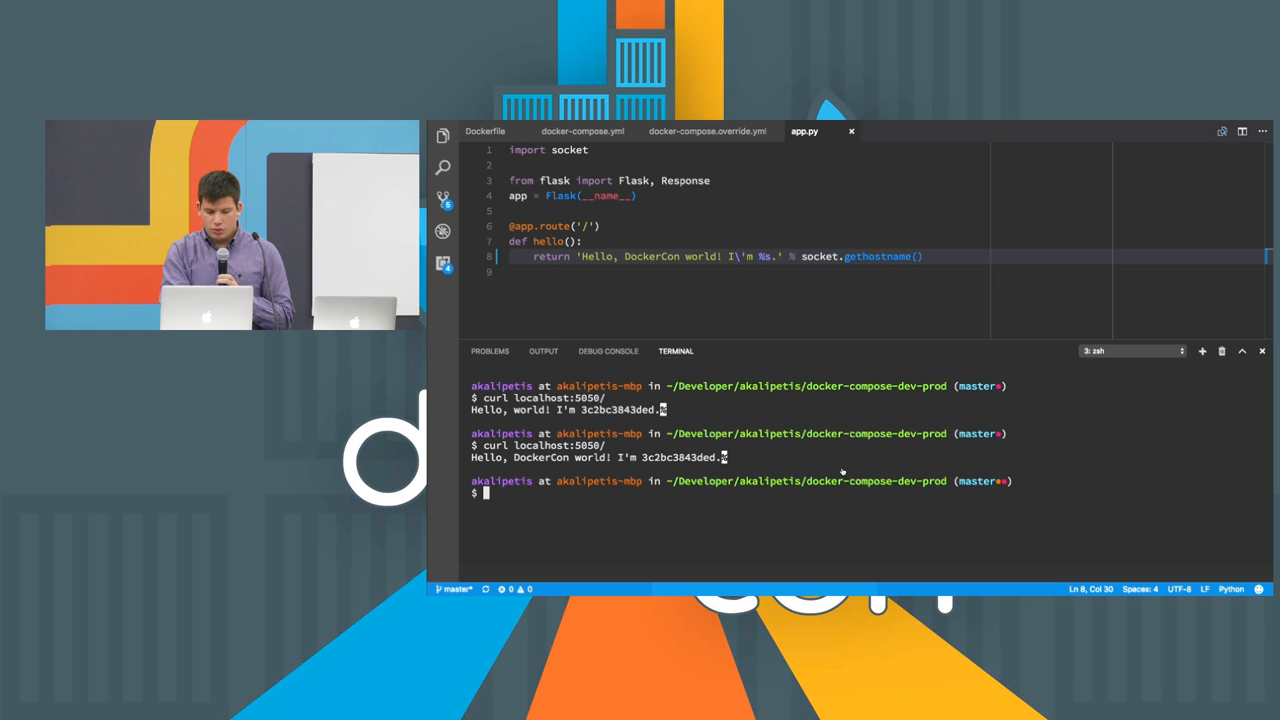 Dockerfile docker-compose.yml docker-compose.override.yml app.py
1 import socket
2
3 from flask import Flask, Response
4 app = Flask(__name__)
5
6 @app.route('/')
7 def hello():
8 return 'Hello, DockerCon world! I\'m %s.' % socket.gethostname()
9
5
4
PROBLEMS OUTPUT DEBUG CONSOLE TERMINAL 3: zsh
akalipetis at akalipetis-mbp in ~/Developer/akalipetis/docker-compose-dev-prod (master•)
$ curl localhost:5050/
Hello, world! I'm 3c2bc3843ded.%
akalipetis at akalipetis-mbp in ~/Developer/akalipetis/docker-compose-dev-prod (master•)
$ curl localhost:5050/
Hello, DockerCon world! I'm 3c2bc3843ded.%
akalipetis at akalipetis-mbp in ~/Developer/akalipetis/docker-compose-dev-prod (master••)
$
master* 0 0 Ln 8, Col 30 Spaces: 4 UTF-8 LF Python